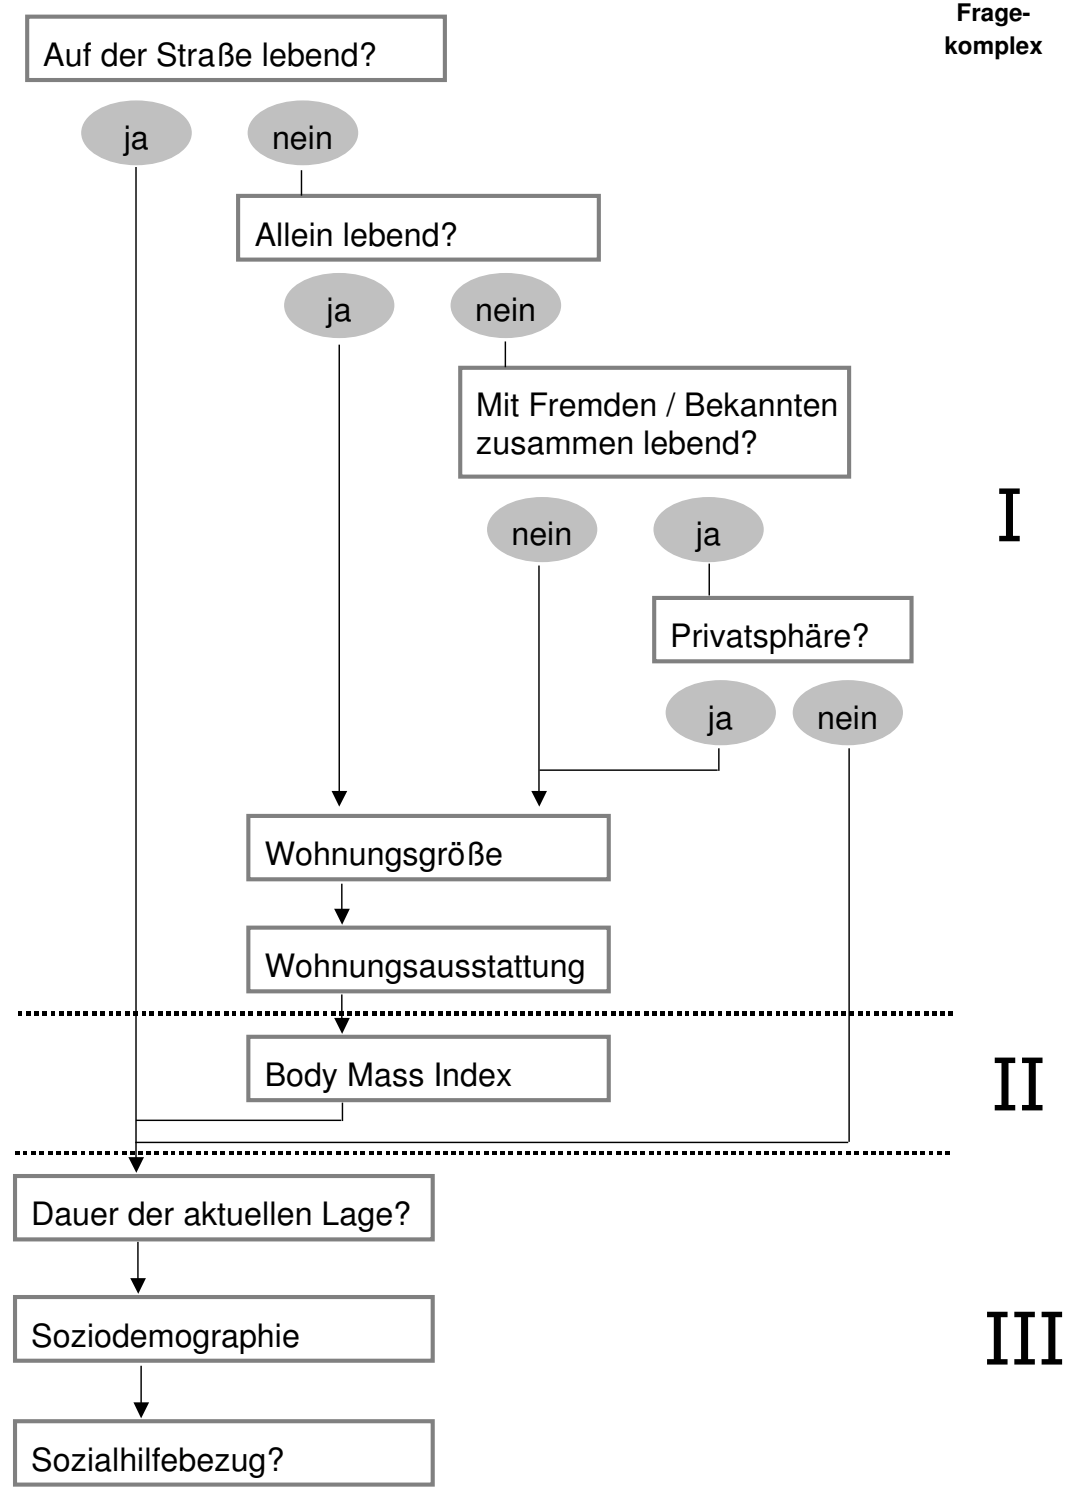 Frage-
komplex
Auf der Straße lebend?
ja
nein
Allein lebend?
ja
nein
Mit Fremden / Bekannten
zusammen lebend?
I
nein
ja
Privatsphäre?
ja
nein
Wohnungsgröße
Wohnungsausstattung
Body Mass Index
II
Dauer der aktuellen Lage?
Soziodemographie
III
Sozialhilfebezug?